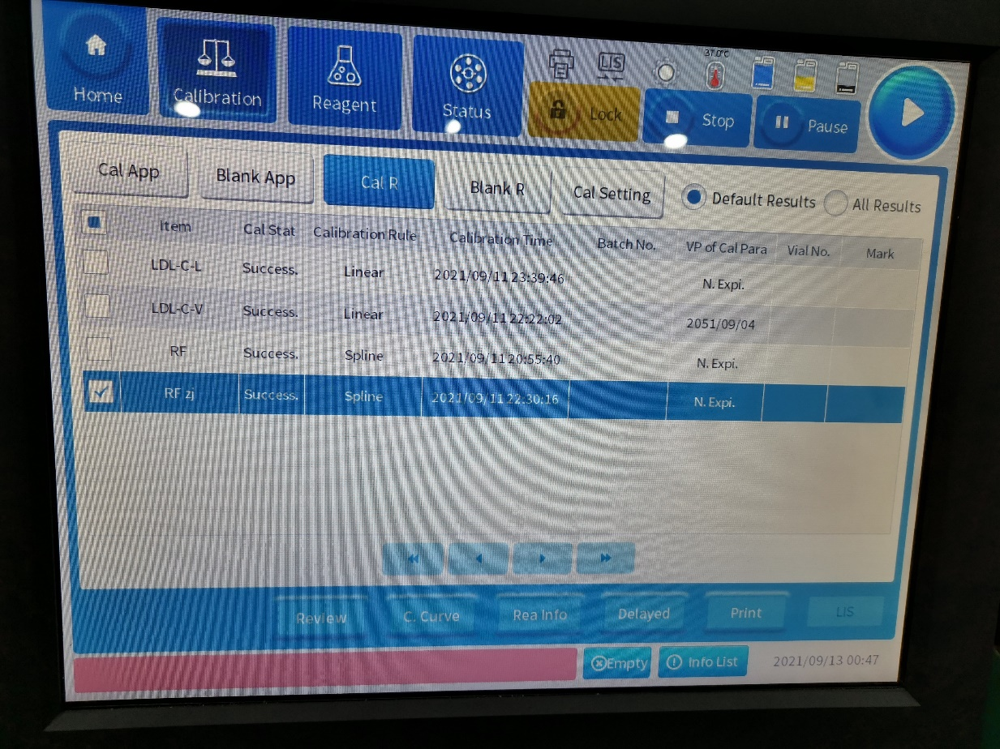 37.0°C
LIS
Home Calibration Reagent Status Lock Stop Pause
Cal App Blank App Cal R Blank R Cal Setting Default Results All Results
Item Cal Stat Calibration Rule Calibration Time Batch No. VP of Cal Para Vial No. Mark
LDL-C-L Success. Linear 2021/09/11 23:39:46 N. Expi.
LDL-C-V Success. Linear 2021/09/11 22:22:02 2051/09/04
RF Success. Spline 2021/09/11 20:55:40 N. Expi.
RF zj Success. Spline 2021/09/11 22:30:16 N. Expi.
Review C. Curve Rea Info Delayed Print LIS
Empty Info List 2021/09/13 00:47